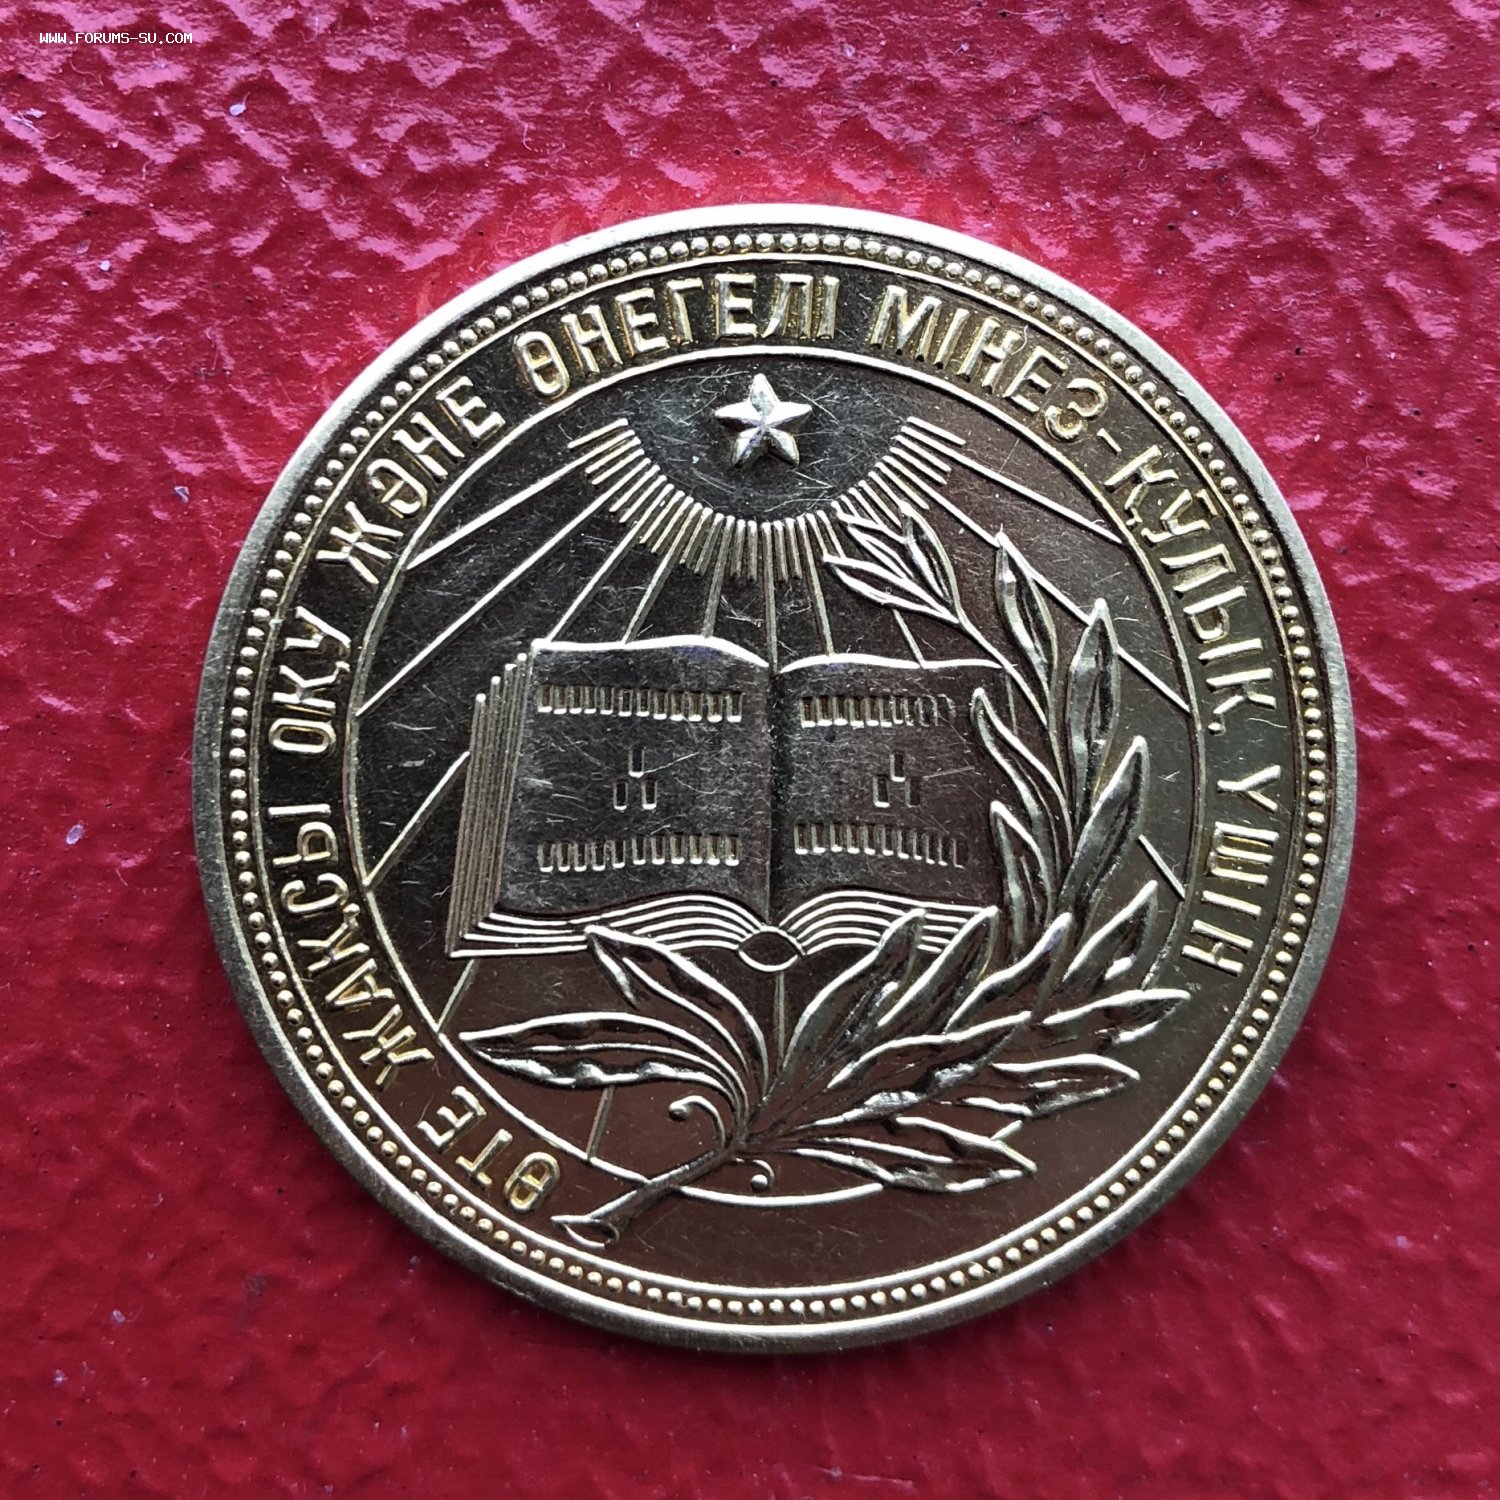 WWW.FORUMS-SU.COM
ӨТЕ ЖАҚСЫ ОҚУ ЖӘНЕ ӨНЕГЕЛІ МІНЕЗ-ҚҰЛЫҚ ҮШІН